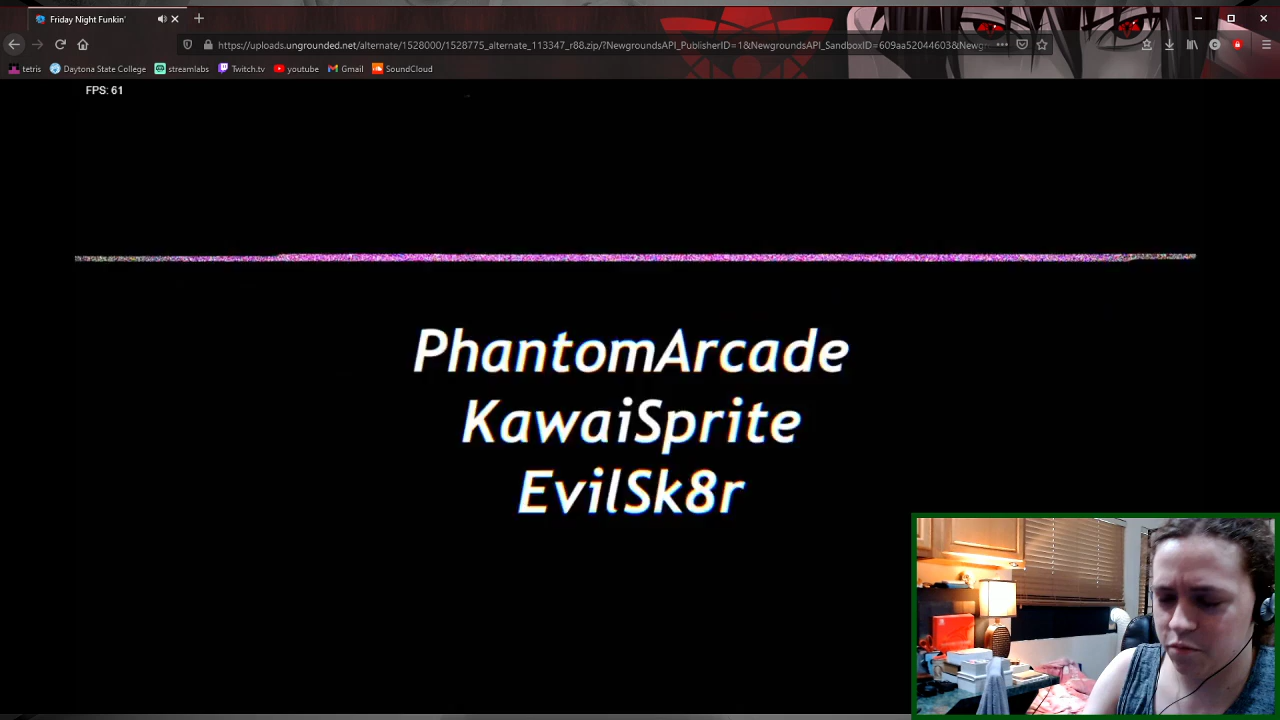 Friday Night Funkin'
https://uploads.ungrounded.net/alternate/1528000/1528775_alternate_113347_r88.zip/?NewgroundsAPI_PublisherID=1&NewgroundsAPI_SandboxID=609aa52044603&Newg
tetris Daytona State College streamlabs Twitch.tv youtube Gmail SoundCloud
FPS: 61
PhantomArcade
KawaiSprite
EvilSk8r